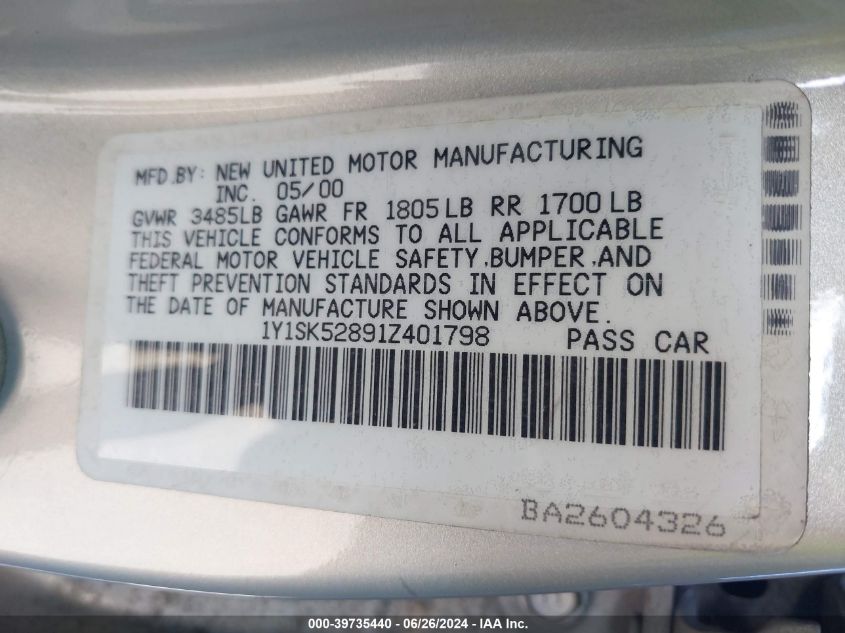 MFD.BY: NEW UNITED MOTOR MANUFACTURING
INC. 05/00
GVWR 3485LB GAWR FR 1805LB RR 1700LB
THIS VEHICLE CONFORMS TO ALL APPLICABLE
FEDERAL MOTOR VEHICLE SAFETY.BUMPER.AND
THEFT PREVENTION STANDARDS IN EFFECT ON
THE DATE OF MANUFACTURE SHOWN ABOVE.
1Y1SK52891Z401798 PASS CAR
BA2604326
000-39735440 - 06/26/2024 - IAA Inc.